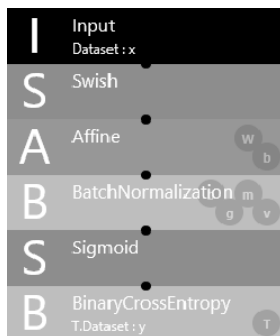 I
Input
Dataset : x
S
Swish
A
Affine
W
b
B
BatchNormalization
m
g
v
S
Sigmoid
B
BinaryCrossEntropy
T.Dataset : y
T